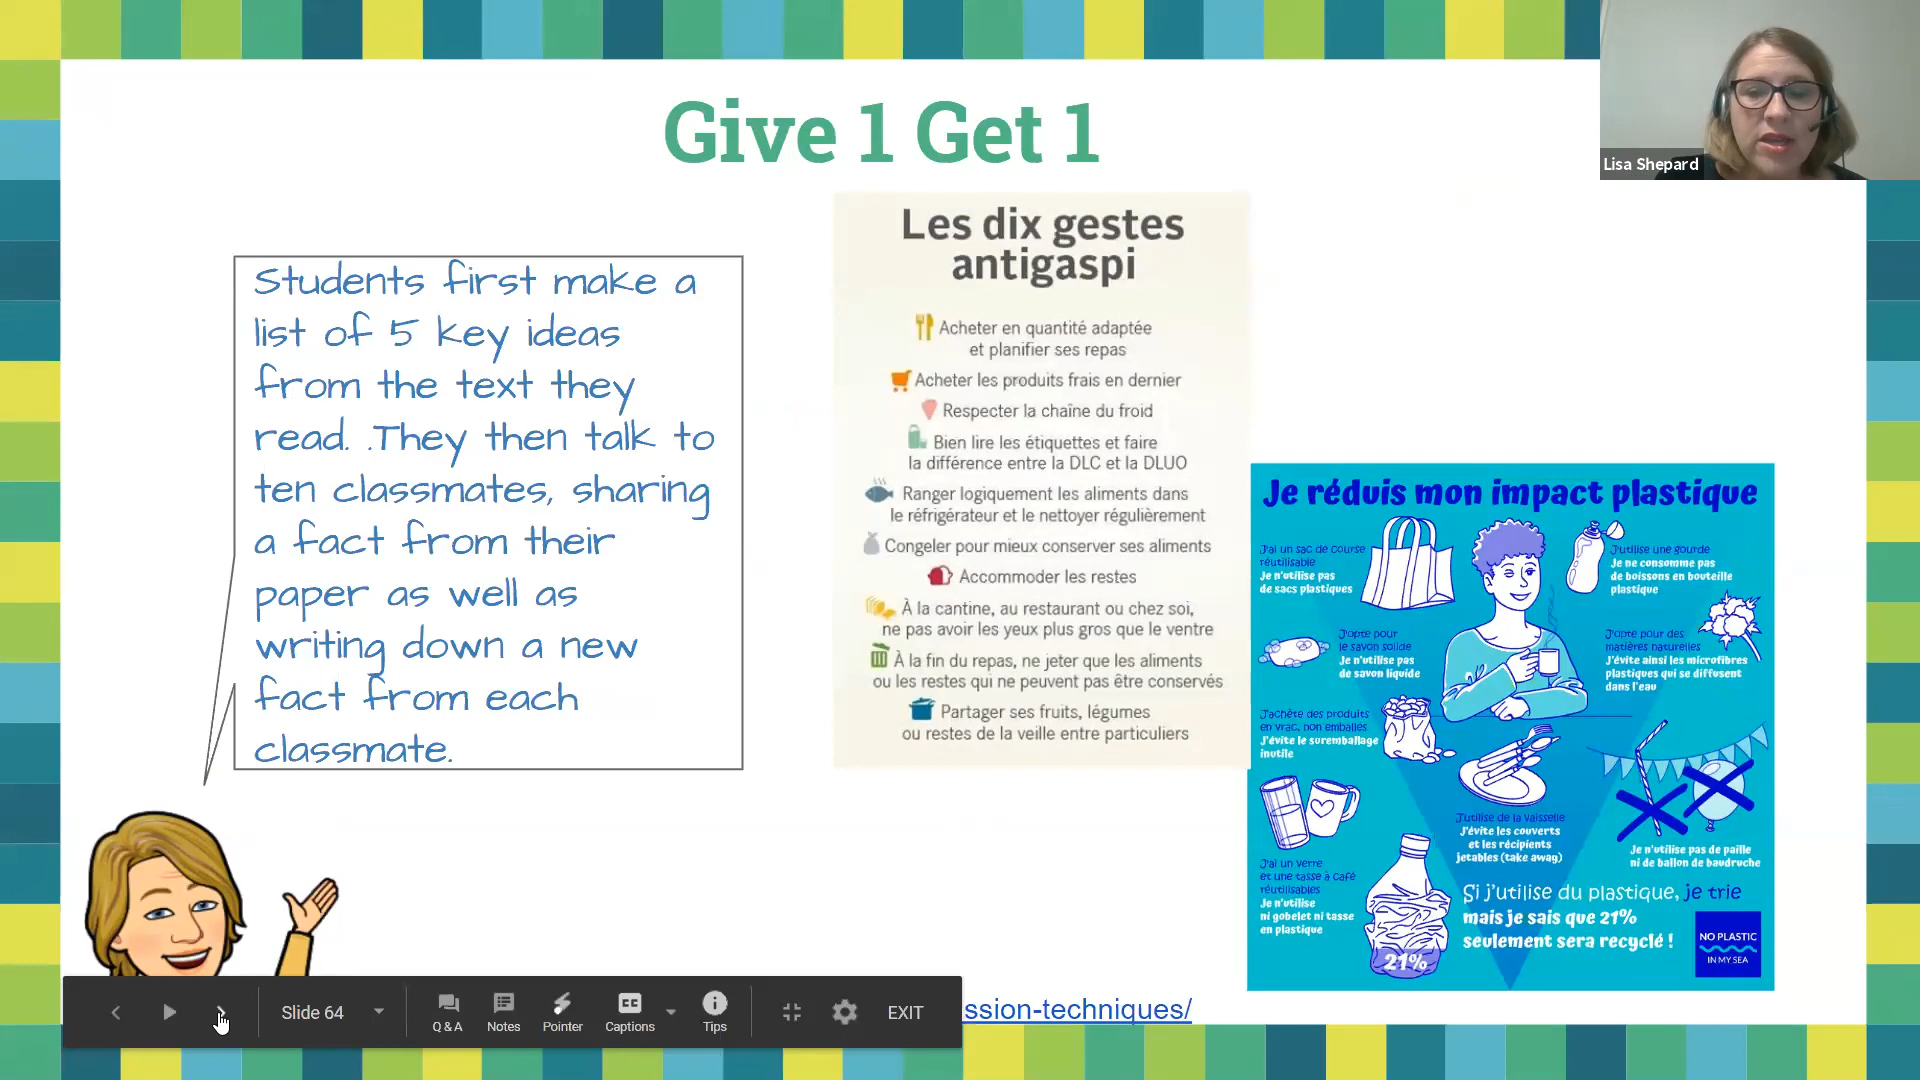 Give 1 Get 1
Lisa Shepard
Students first make a
list of 5 key ideas
from the text they
read. .They then talk to
ten classmates, sharing
a fact from their
paper as well as
writing down a new
fact from each
classmate.
Les dix gestes
antigaspi
Acheter en quantité adaptée
et planifier ses repas
Acheter les produits frais en dernier
Respecter la chaîne du froid
Bien lire les étiquettes et faire
la différence entre la DLC et la DLUO
Ranger logiquement les aliments dans
le réfrigérateur et le nettoyer régulièrement
Congeler pour mieux conserver ses aliments
Accommoder les restes
À la cantine, au restaurant ou chez soi,
ne pas avoir les yeux plus gros que le ventre
À la fin du repas, ne jeter que les aliments
ou les restes qui ne peuvent pas être conservés
Partager ses fruits, légumes
ou restes de la veille entre particuliers
Je réduis mon impact plastique
J'ai un sac de course
réutilisable
Je n'utilise pas
de sacs plastiques
J'utilise une gourde
Je ne consomme pas
de boissons en bouteille
plastique
J'opte pour
le savon solide
Je n'utilise pas
de savon liquide
J'opte pour des
matières naturelles
J'évite ainsi les microfibres
plastiques qui se diffusent
dans l'eau
J'achète des produits
en vrac, non emballés
J'évite le suremballage
inutile
J'utilise de la vaisselle
J'évite les couverts
et les récipients
jetables (take away)
Je n'utilise pas de paille
ni de ballon de baudruche
J'ai un verre
et une tasse à café
réutilisables
Je n'utilise
ni gobelet ni tasse
en plastique
21%
Si j'utilise du plastique, je trie
mais je sais que 21%
seulement sera recyclé !
NO PLASTIC
IN MY SEA
Slide 64
Q & A
Notes
Pointer
Captions
Tips
EXIT
ssion-techniques/